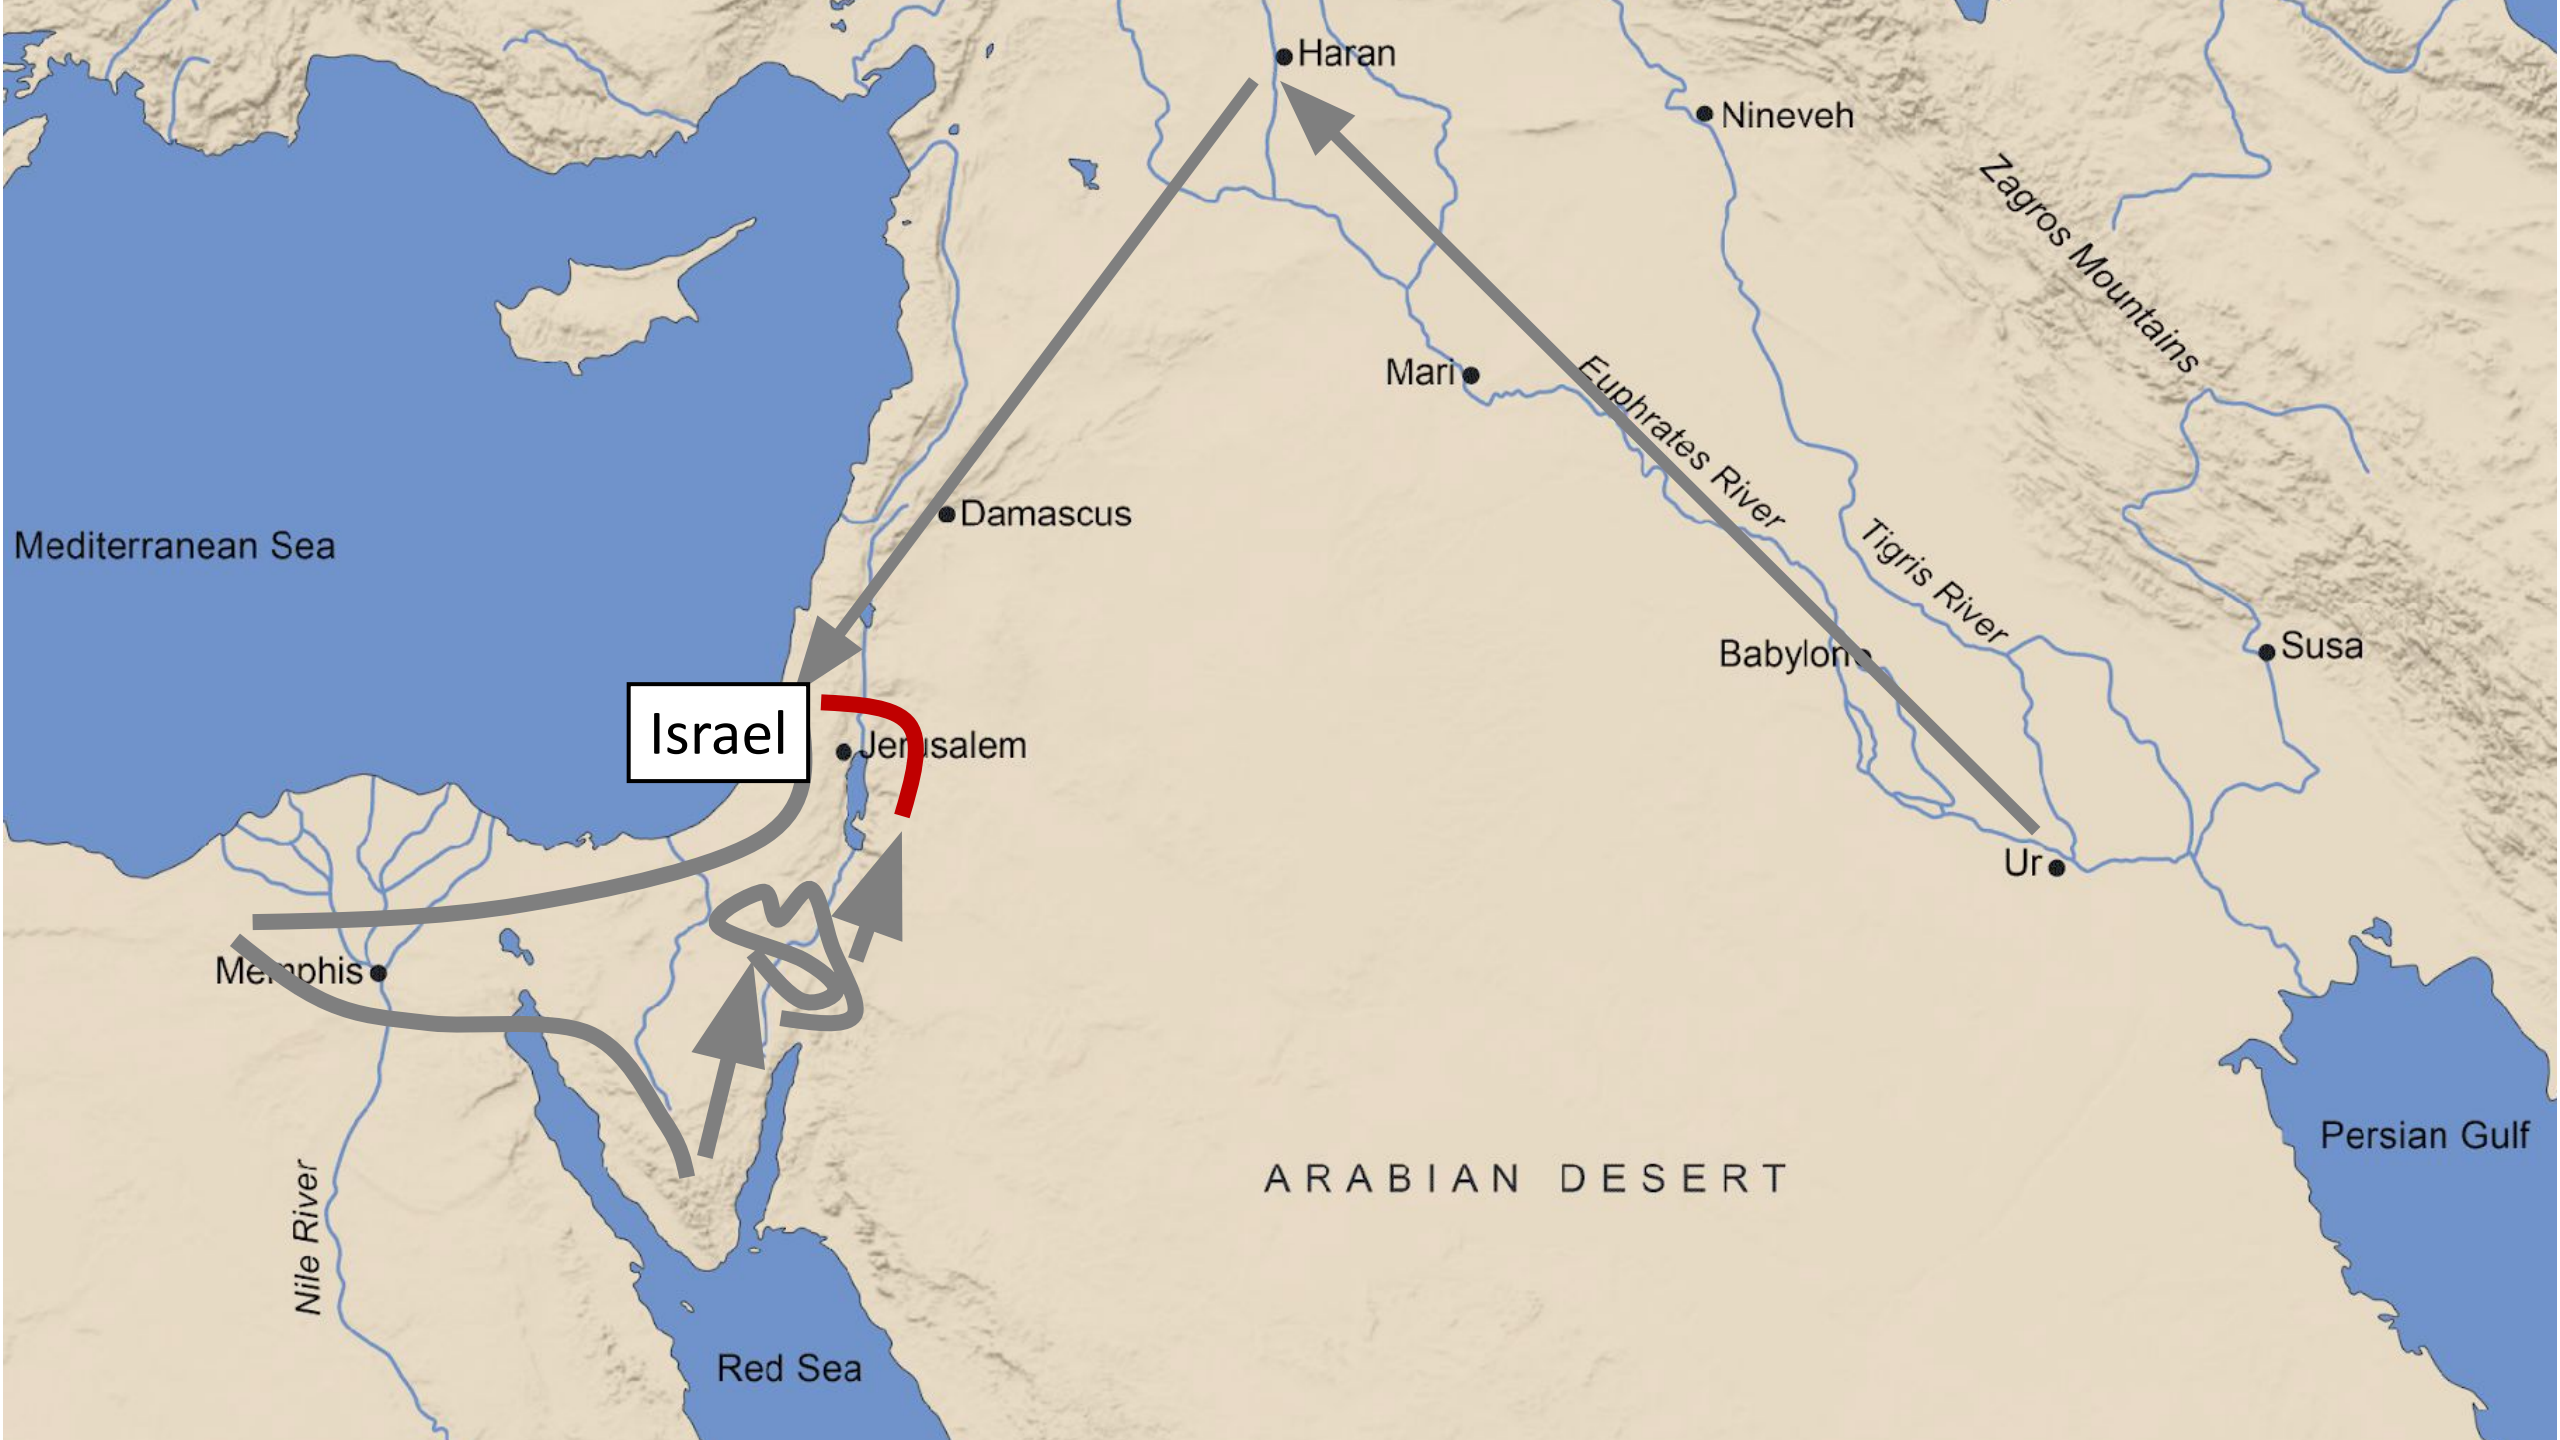 Haran
Nineveh
Zagros Mountains
Mari
Euphrates River
Damascus
Mediterranean Sea
Tigris River
Babylon
Susa
Israel
Jerusalem
Ur
Memphis
Persian Gulf
ARABIAN DESERT
Nile River
Red Sea